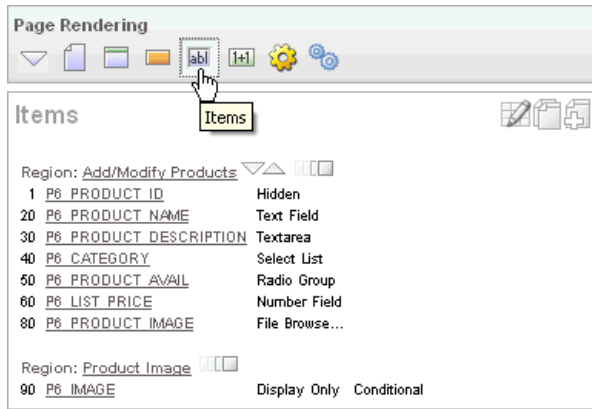 Page Rendering
abl 1+1
Items
Items
Region: Add/Modify Products
1 P6_PRODUCT_ID Hidden
20 P6_PRODUCT_NAME Text Field
30 P6_PRODUCT_DESCRIPTION Textarea
40 P6_CATEGORY Select List
50 P6_PRODUCT_AVAIL Radio Group
60 P6_LIST_PRICE Number Field
80 P6_PRODUCT_IMAGE File Browse...
Region: Product Image
90 P6_IMAGE Display Only Conditional